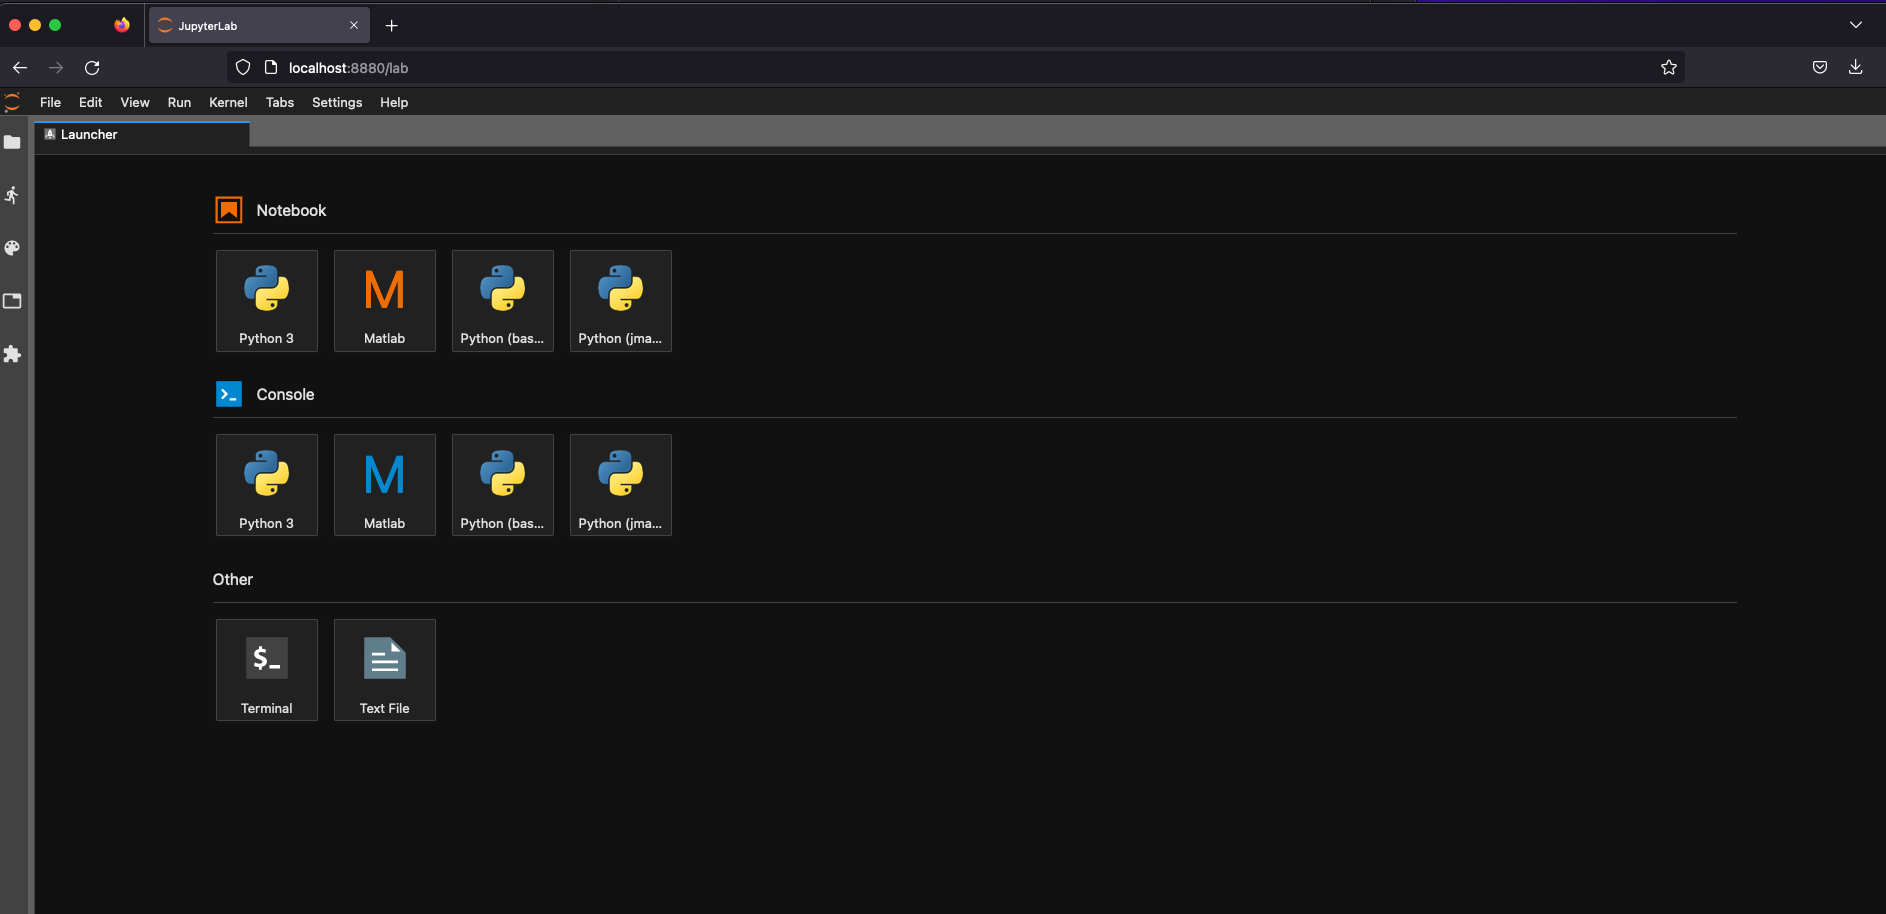 JupyterLab
localhost:8880/lab
File Edit View Run Kernel Tabs Settings Help
Launcher
Notebook
M
Python 3 Matlab Python (bas... Python (jma...
Console
M
Python 3 Matlab Python (bas... Python (jma...
Other
$_
Terminal Text File